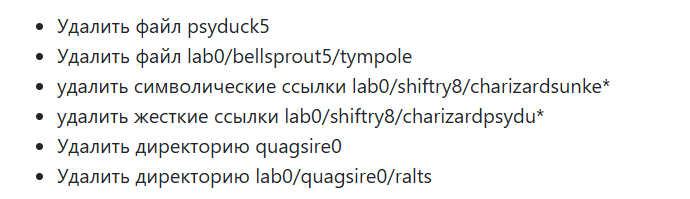 Удалить файл psyduck5
Удалить файл lab0/bellsprout5/tympole
удалить символические ссылки lab0/shiftry8/charizardsunke*
удалить жесткие ссылки lab0/shiftry8/charizardpsydu*
Удалить директорию quagsire0
Удалить директорию lab0/quagsire0/ralts